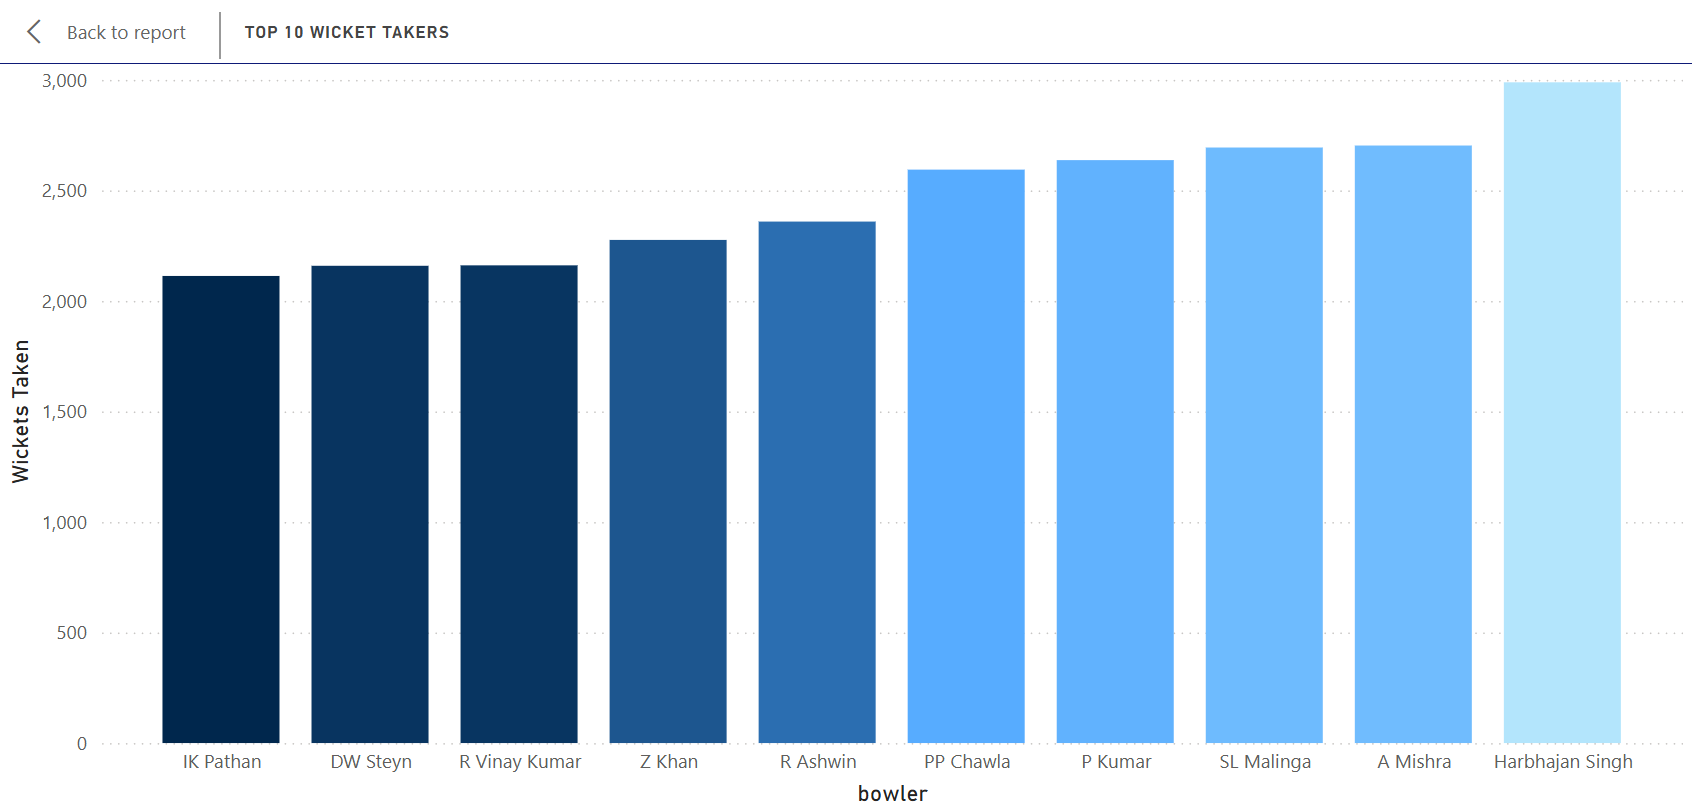 Back to report
TOP 10 WICKET TAKERS
3,000
2,500
2,000
1,500
1,000
500
0
Wickets Taken
IK Pathan
DW Steyn
R Vinay Kumar
Z Khan
R Ashwin
PP Chawla
P Kumar
SL Malinga
A Mishra
Harbhajan Singh
bowler